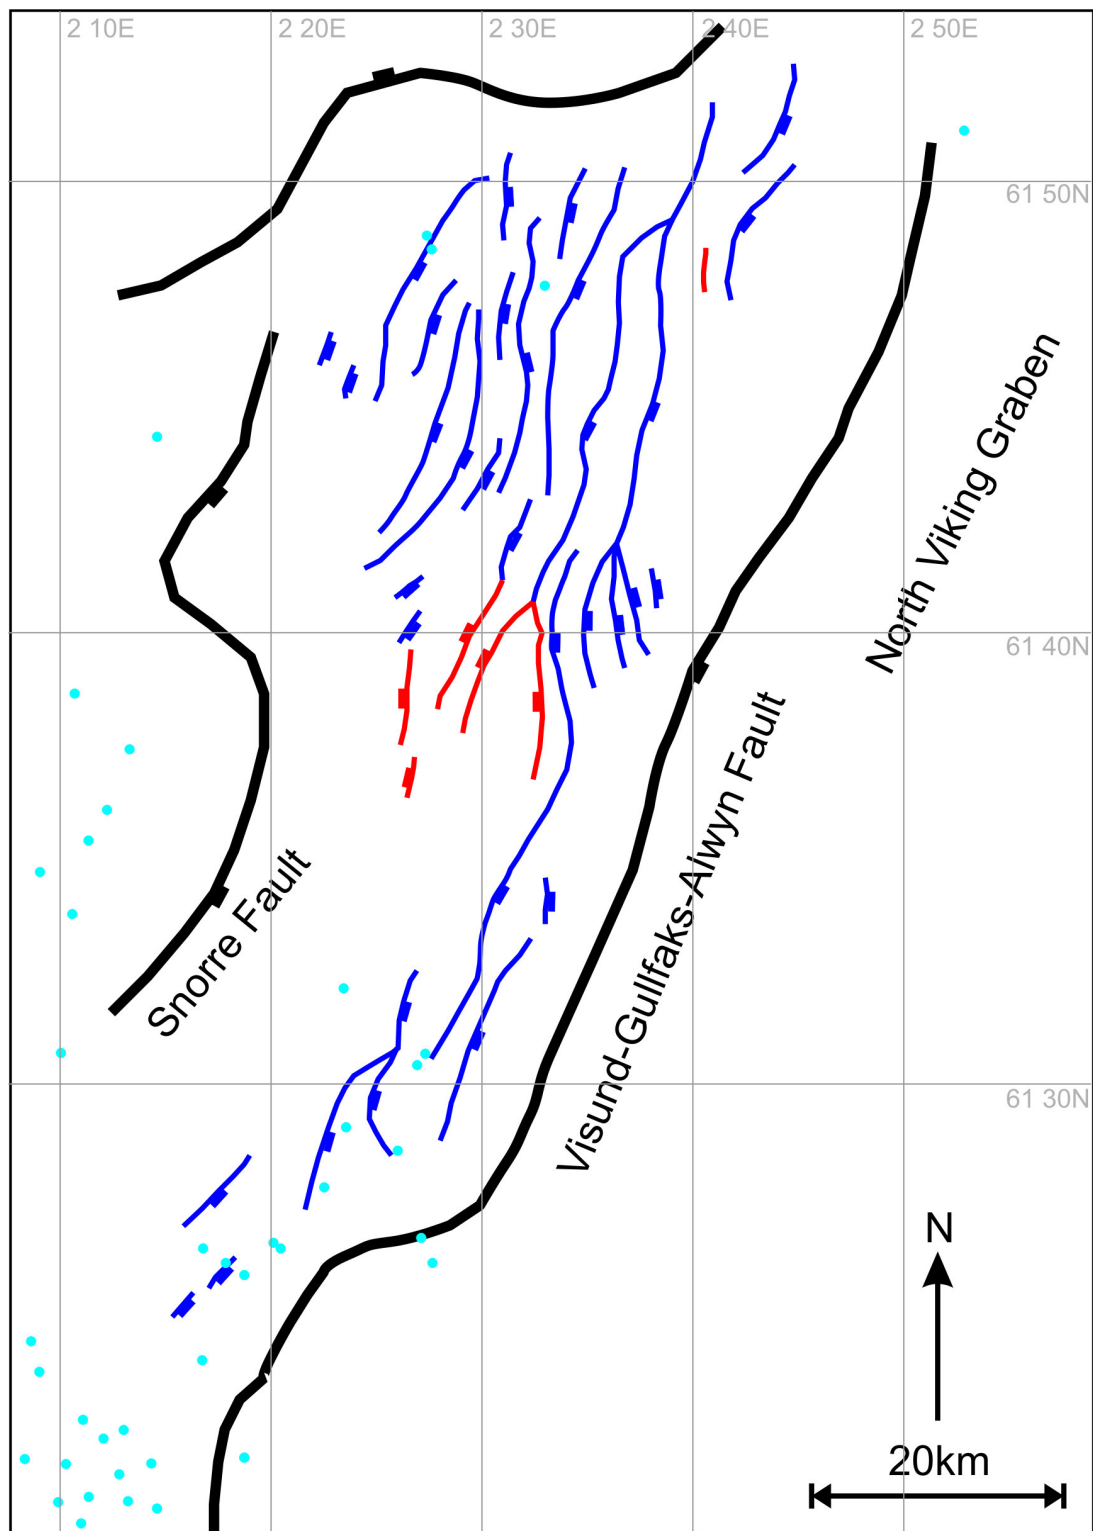 2 10E
2 20E
2 30E
2 40E
2 50E
61 50N
North Viking Graben
61 40N
Visund-Gullfaks-Alwyn Fault
Snorre Fault
61 30N
N
20km